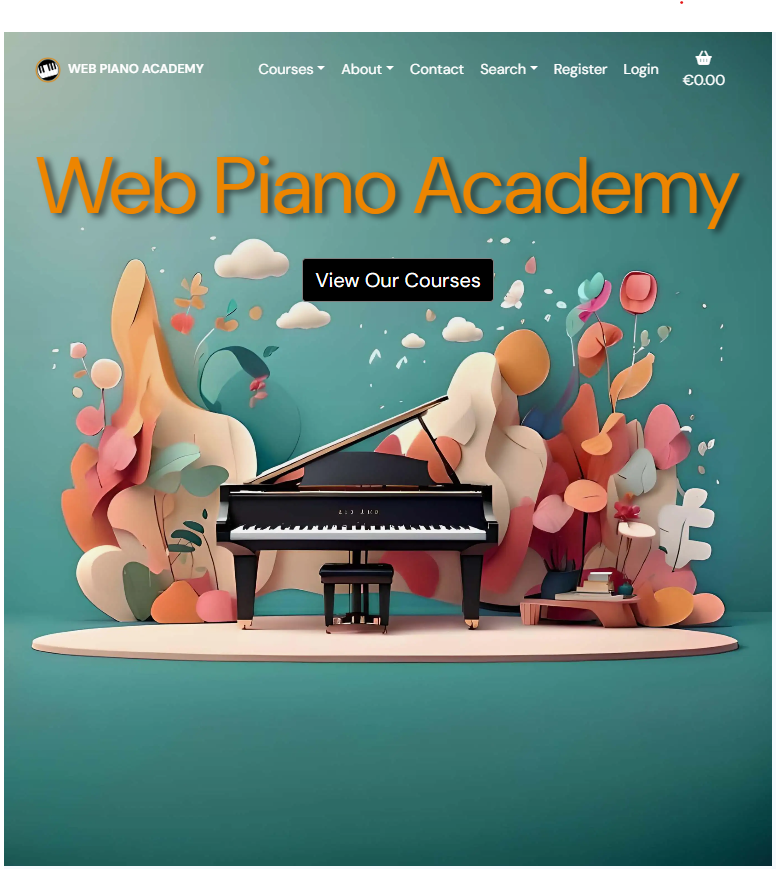 WEB PIANO ACADEMY
Courses About Contact Search Register Login
€0.00
Web Piano Academy
View Our Courses